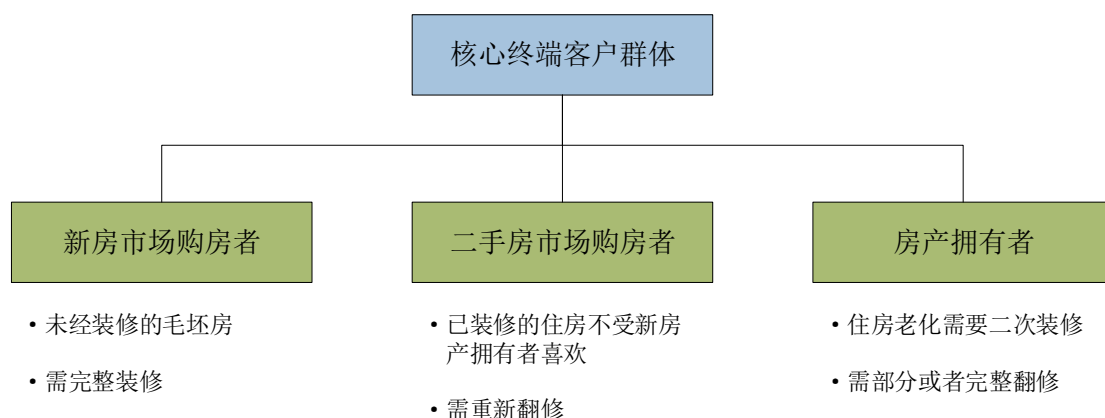 核心终端客户群体
新房市场购房者
二手房市场购房者
房产拥有者
• 未经装修的毛坯房
• 需完整装修
• 已装修的住房不受新房
产拥有者喜欢
• 需重新翻修
• 住房老化需要二次装修
• 需部分或者完整翻修